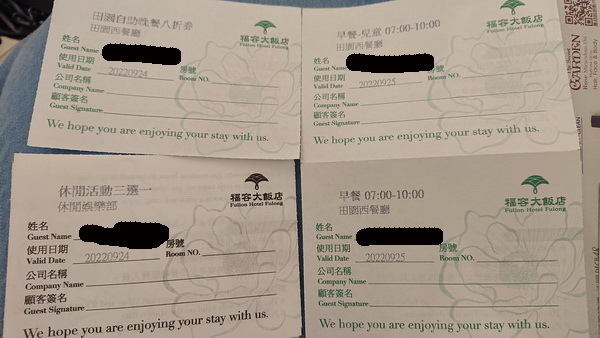 田園自助晚餐八折券
田園西餐廳
福容大飯店
Fullon Hotel Fulong
姓名
Guest Name
使用日期
Valid Date 20220924
房號
Room NO.
公司名稱
Company Name
顧客簽名
Guest Signature
We hope you are enjoying your stay with us.
早餐-兒童 07:00-10:00
田園西餐廳
福容大飯店
Fullon Hotel Fulong
姓名
Guest Name
使用日期
Valid Date 20220925
房號
Room NO.
公司名稱
Company Name
顧客簽名
Guest Signature
We hope you are enjoying your stay with us.
休閒活動三選一
休閒娛樂部
福容大飯店
Fullon Hotel Fulong
姓名
Guest Name
使用日期
Valid Date 20220924
房號
Room NO.
公司名稱
Company Name
顧客簽名
Guest Signature
We hope you are enjoying your stay with us.
早餐 07:00-10:00
田園西餐廳
福容大飯店
Fullon Hotel Fulong
姓名
Guest Name
使用日期
Valid Date 20220925
房號
Room NO.
公司名稱
Company Name
顧客簽名
Guest Signature
We hope you are enjoying your stay with us.
GARDEN
Hair, Face & Body